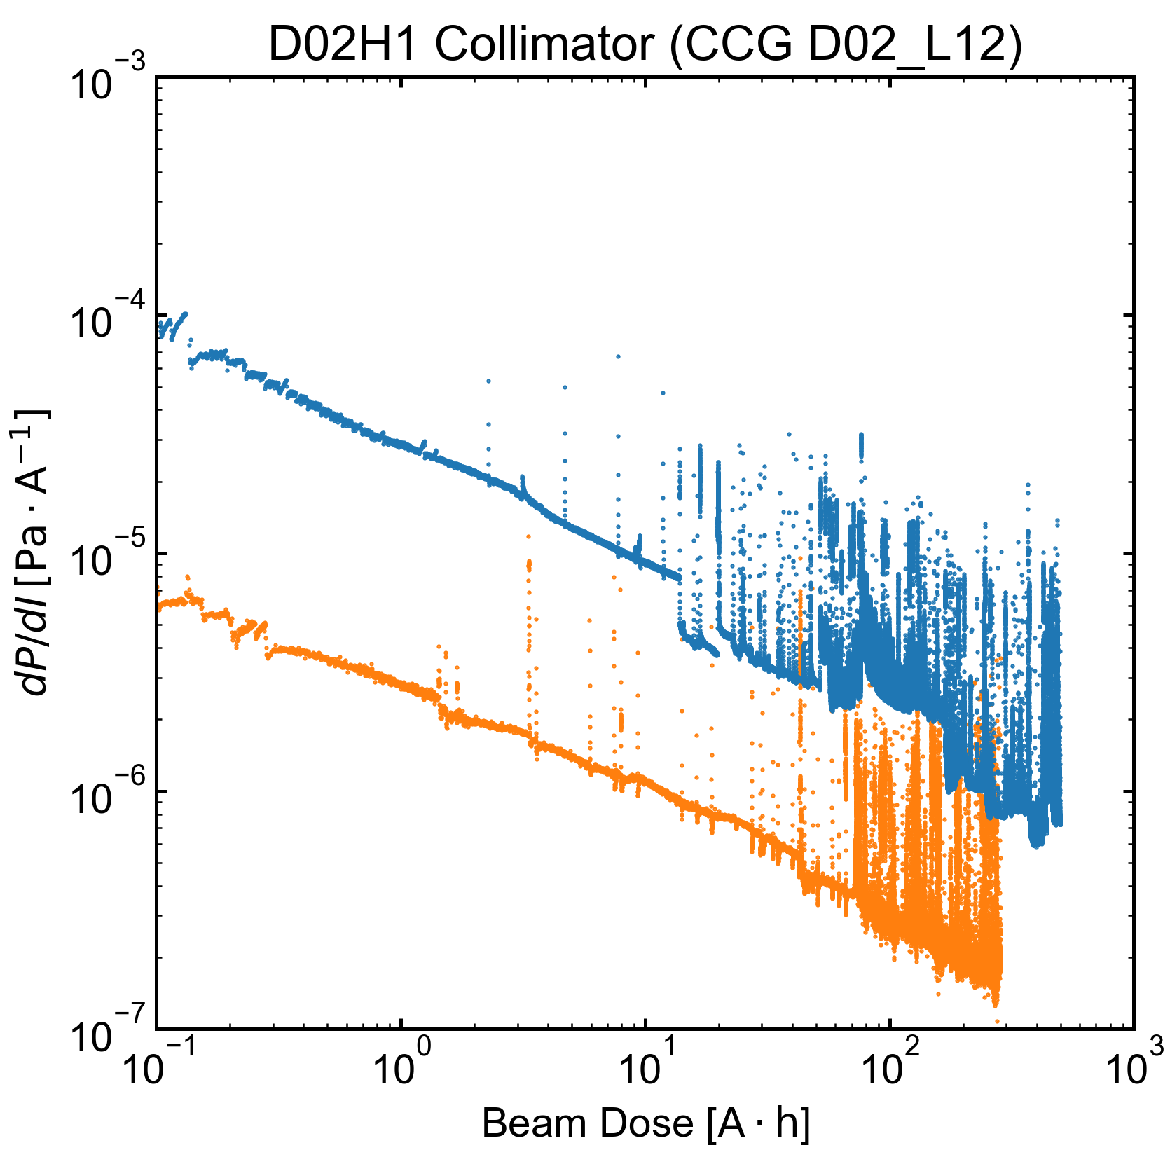 D02H1 Collimator (CCG D02_L12)
10⁻³
10⁻⁴
10⁻⁵
10⁻⁶
10⁻⁷
dP/dI [Pa · A⁻¹]
10⁻¹ 10⁰ 10¹ 10² 10³
Beam Dose [A · h]